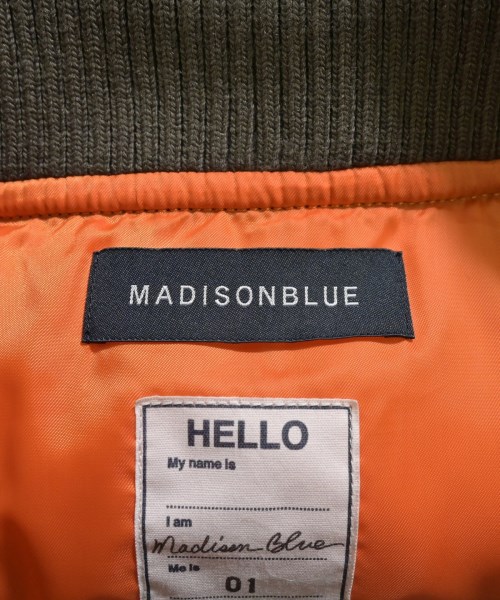 MADISONBLUE
HELLO
My name is
I am
Madison Blue
Me is
01